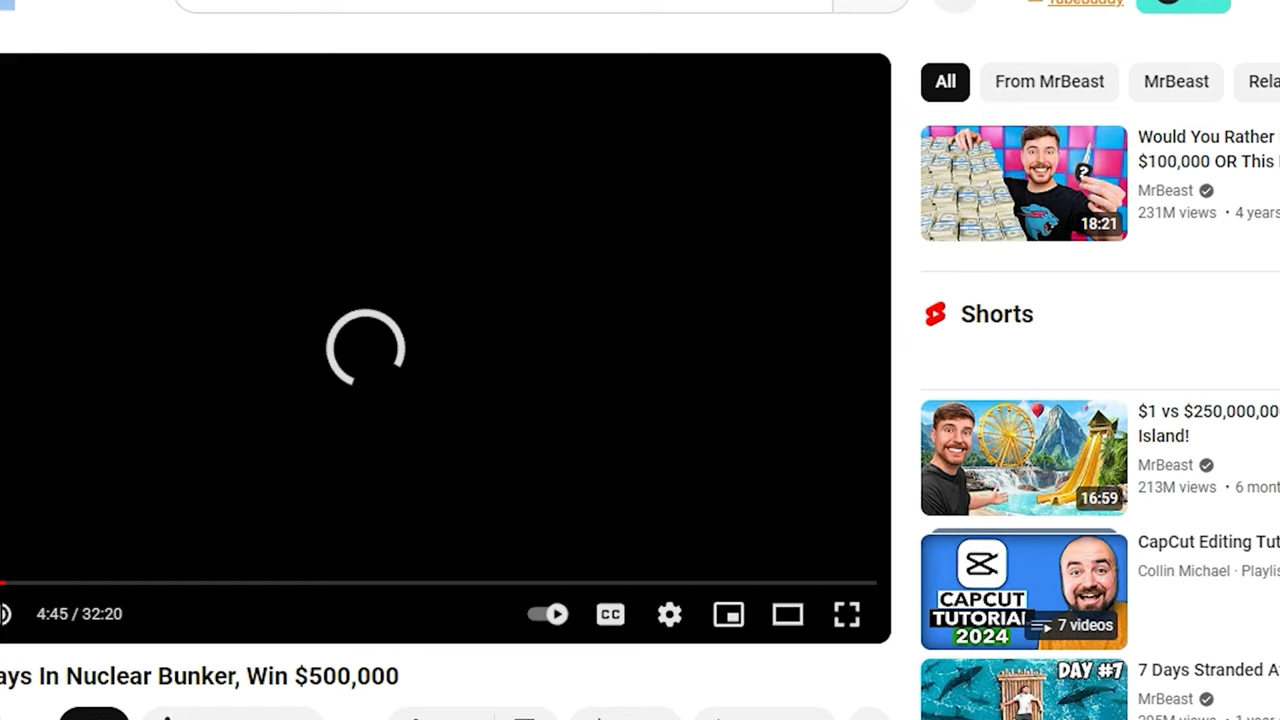 TubeBuddy
All
From MrBeast
MrBeast
Would You Rather
$100,000 OR This
MrBeast
231M views • 4 years
18:21
Shorts
$1 vs $250,000,00
Island!
MrBeast
213M views • 6 mont
16:59
CAPCUT
TUTORIAL
2024
7 videos
CapCut Editing Tut
Collin Michael · Playlis
DAY #7
7 Days Stranded A
MrBeast
4:45 / 32:20
CC
ays In Nuclear Bunker, Win $500,000